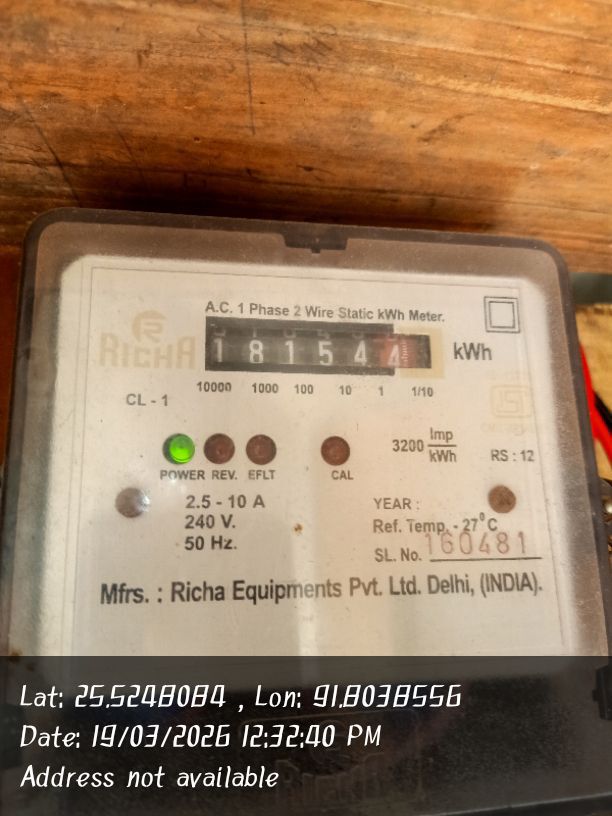 A.C. 1 Phase 2 Wire Static kWh Meter.
RICHA
1 8 1 5 4 4 kWh
10000 1000 100 10 1 1/10
CL - 1
3200 Imp/kWh
RS : 12
POWER REV. EFLT CAL
2.5 - 10 A
240 V.
50 Hz.
YEAR :
Ref. Temp. - 27°C
SL. No. 160481
Mfrs. : Richa Equipments Pvt. Ltd. Delhi, (INDIA).
Lat: 25.5248084 , Lon: 91.8038556
Date: 19/03/2026 12:32:40 PM
Address not available